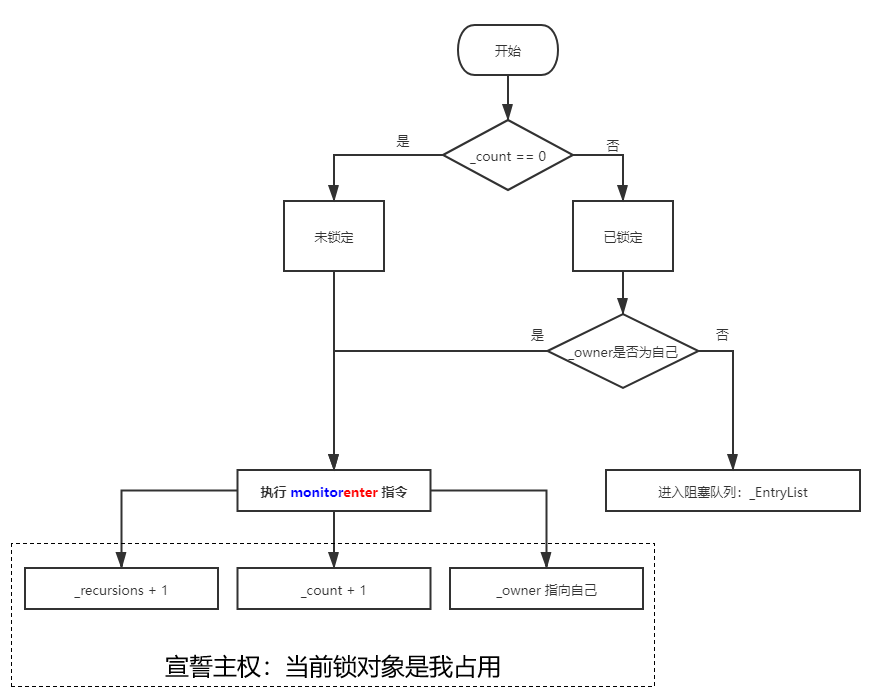 开始
是
_count == 0
否
未锁定
已锁定
是
_owner是否为自己
否
执行 monitorenter 指令
进入阻塞队列：_EntryList
_recursions + 1
_count + 1
_owner 指向自己
宣誓主权：当前锁对象是我占用